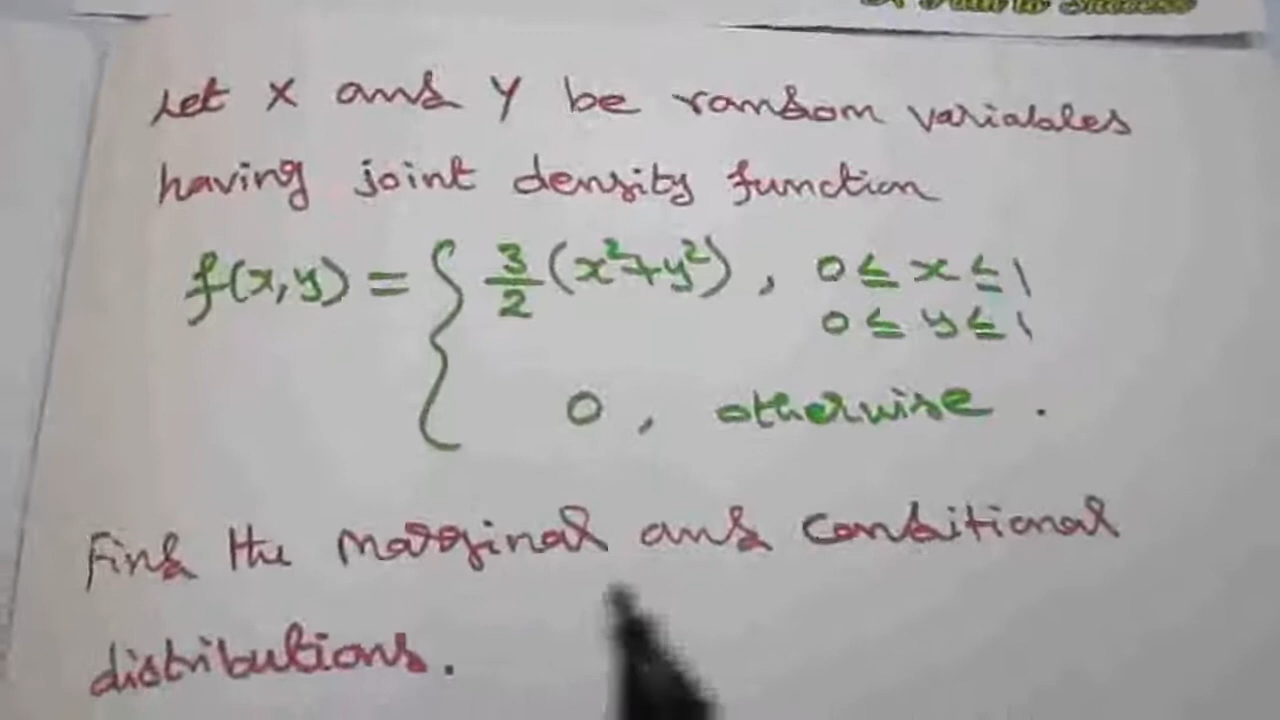 Let X and Y be random variables
having joint density function
f(x,y) = { 3/2 (x²+y²), 0 ≤ x ≤ 1
0 ≤ y ≤ 1
0, otherwise.
Find the marginal and conditional
distributions.